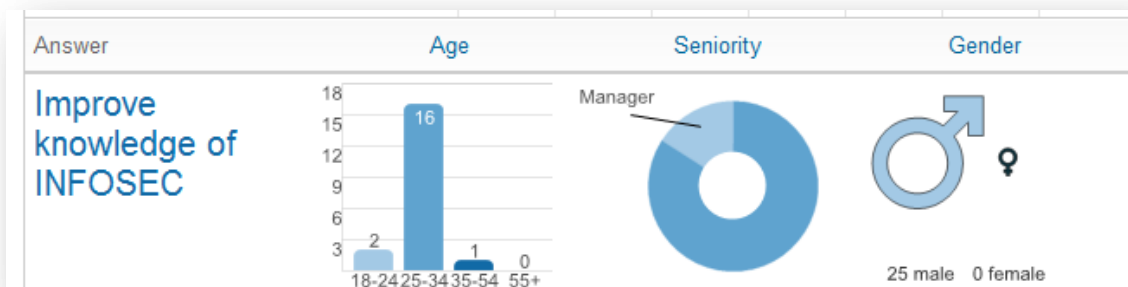 Answer Age Seniority Gender
Improve
knowledge of
INFOSEC
18
15
12
9
6
3
2
16
1
0
18-24 25-34 35-54 55+
Manager
25 male 0 female